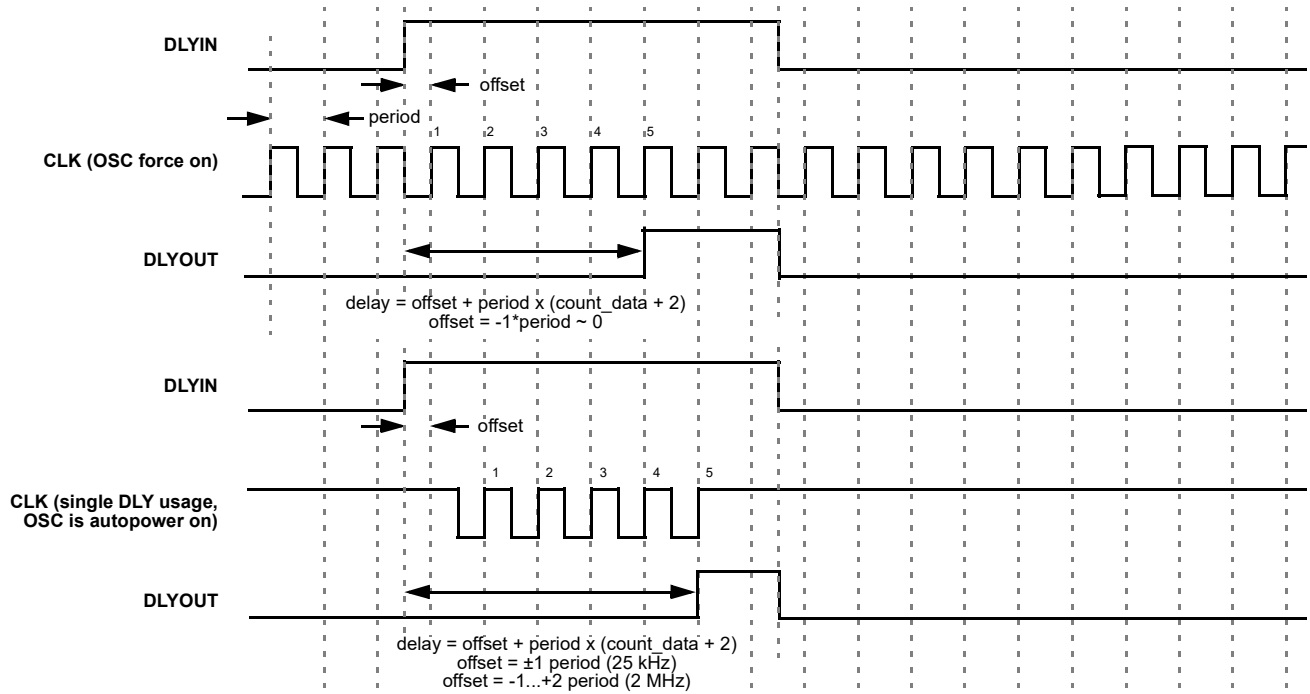 DLYIN
offset
period
1 2 3 4 5
CLK (OSC force on)
DLYOUT
delay = offset + period x (count_data + 2)
offset = -1*period ~ 0
DLYIN
offset
1 2 3 4 5
CLK (single DLY usage,
OSC is autopower on)
DLYOUT
delay = offset + period x (count_data + 2)
offset = ±1 period (25 kHz)
offset = -1...+2 period (2 MHz)